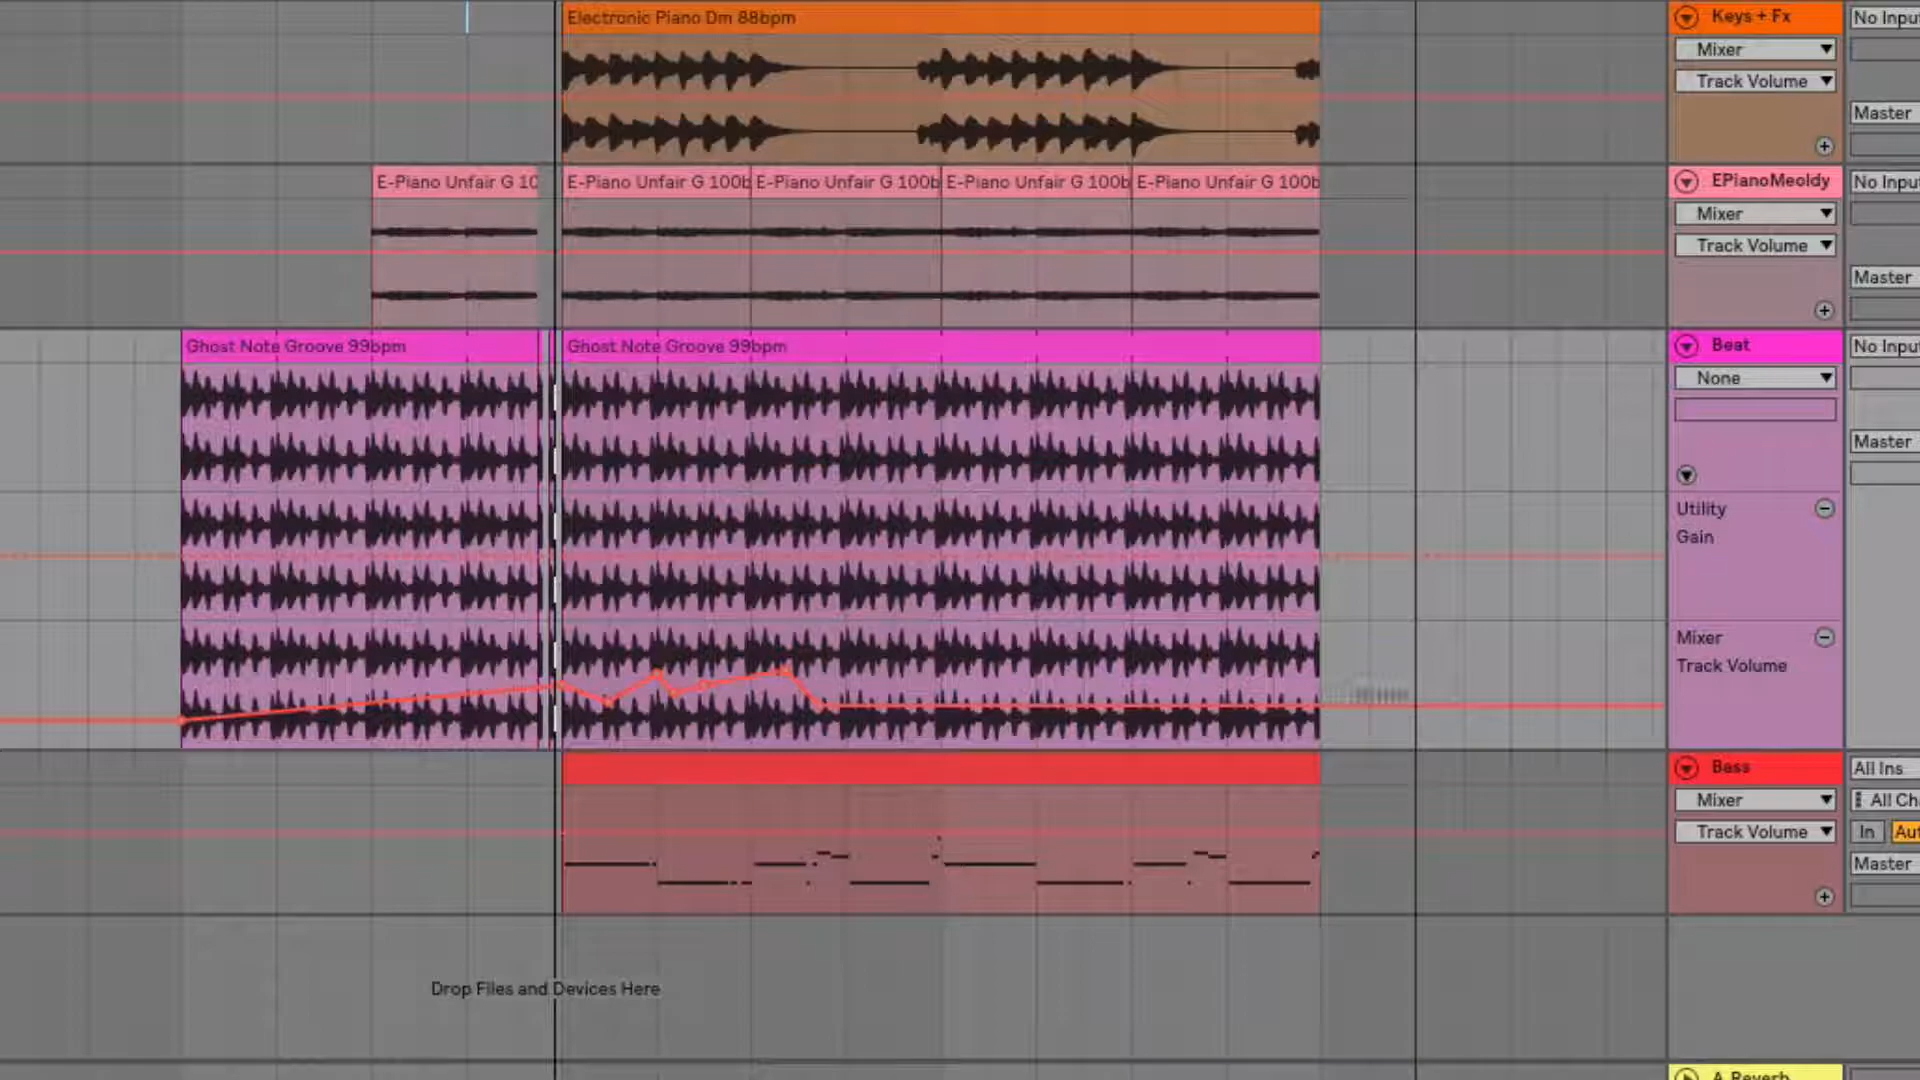 Electronic Piano Dm 88bpm
Keys + Fx
No Inpu
Mixer
Track Volume
Master
E-Piano Unfair G 10
E-Piano Unfair G 100b
E-Piano Unfair G 100b
E-Piano Unfair G 100b
E-Piano Unfair G 100b
EPianoMeoldy
No Input
Mixer
Track Volume
Master
Ghost Note Groove 99bpm
Ghost Note Groove 99bpm
Beat
No Inpu
None
Master
Utility
Gain
Mixer
Track Volume
Bass
All Ins
Mixer
All Ch
Track Volume
In
Aut
Master
Drop Files and Devices Here
A Reverb